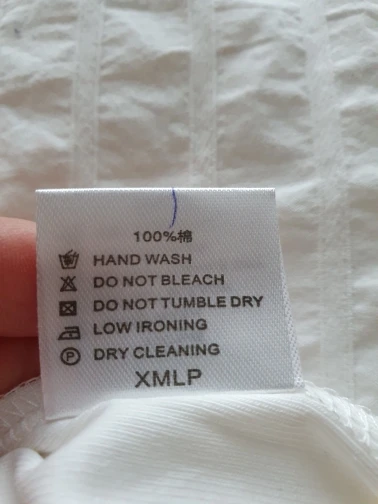 100%棉
HAND WASH
DO NOT BLEACH
DO NOT TUMBLE DRY
LOW IRONING
P DRY CLEANING
XMLP